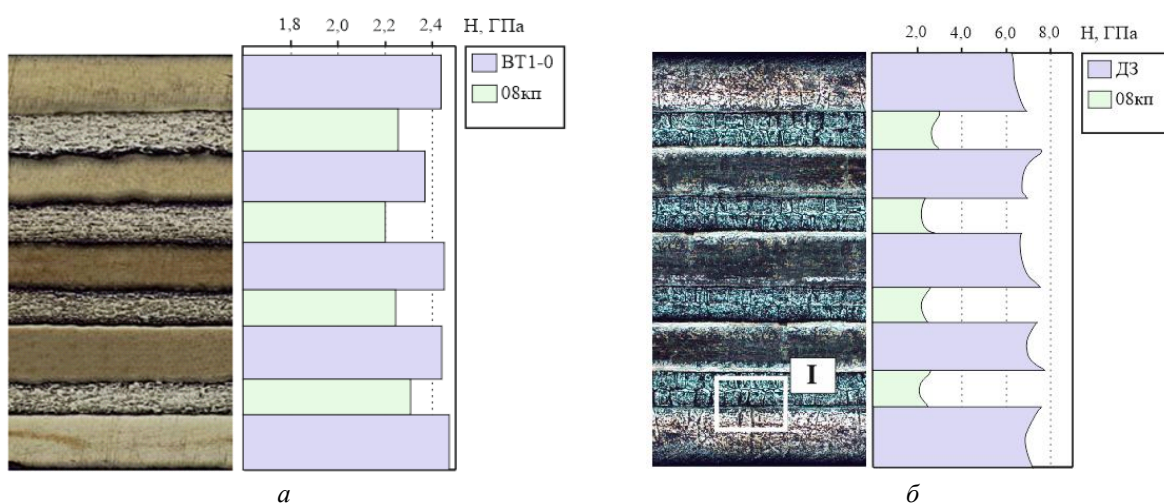 1,8 2,0 2,2 2,4 Н, ГПа
ВТ1-0
08кп
2,0 4,0 6,0 8,0 Н, ГПа
ДЗ
08кп
I
а
б